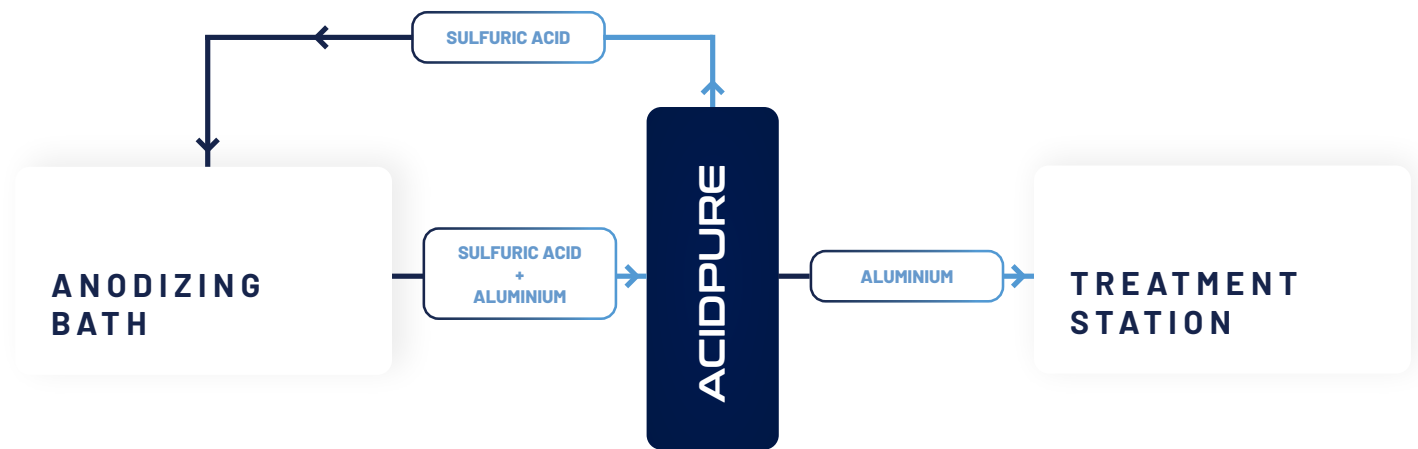 SULFURIC ACID
ANODIZING
BATH
SULFURIC ACID
+
ALUMINIUM
ACIDPURE
ALUMINIUM
TREATMENT
STATION